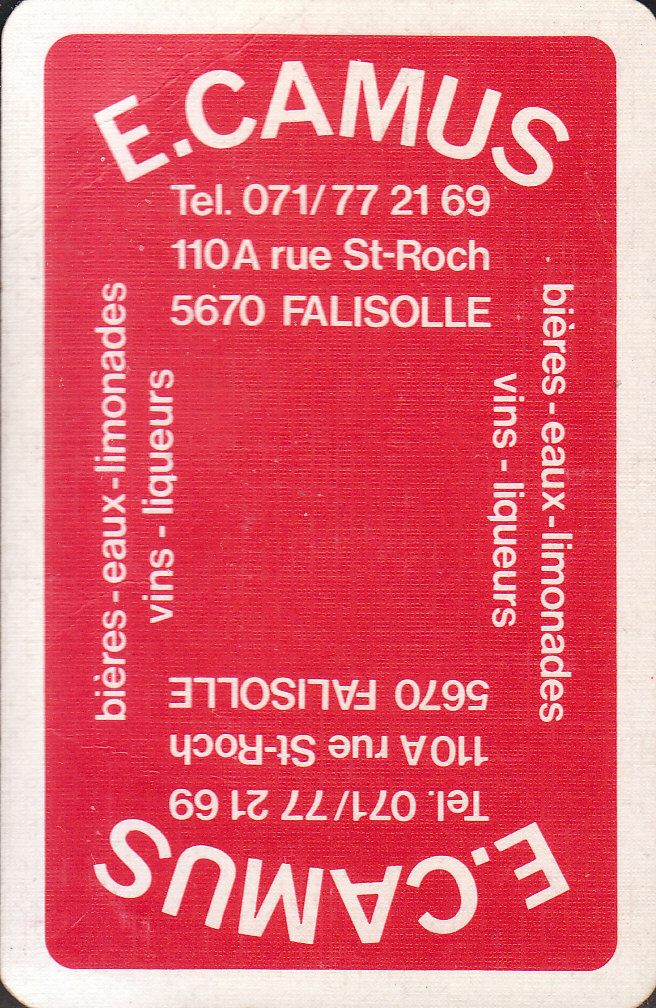 E.CAMUS
Tel. 071/77 21 69
110A rue St-Roch
5670 FALISOLLE
bières-eaux-limonades
vins - liqueurs
bières-eaux-limonades
vins - liqueurs
E.CAMUS
Tel. 071/77 21 69
110A rue St-Roch
5670 FALISOLLE